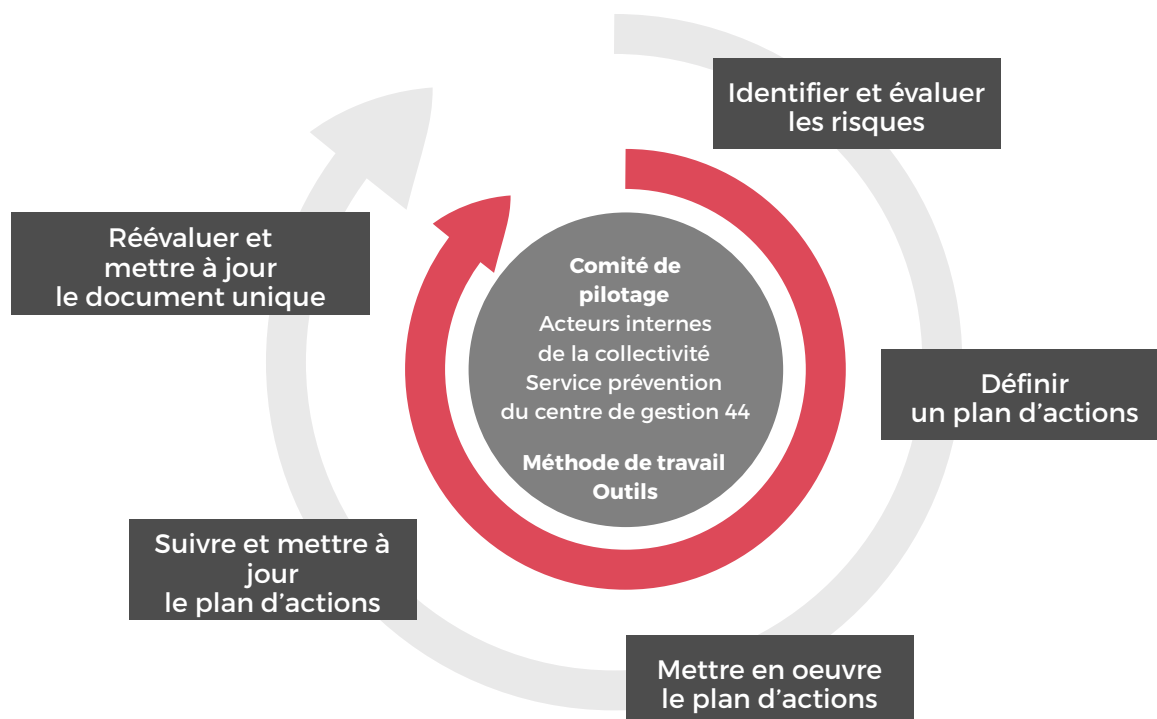 Identifier et évaluer
les risques
Définir
un plan d’actions
Mettre en oeuvre
le plan d’actions
Suivre et mettre à
jour
le plan d’actions
Réévaluer et
mettre à jour
le document unique
Comité de
pilotage
Acteurs internes
de la collectivité
Service prévention
du centre de gestion 44
Méthode de travail
Outils